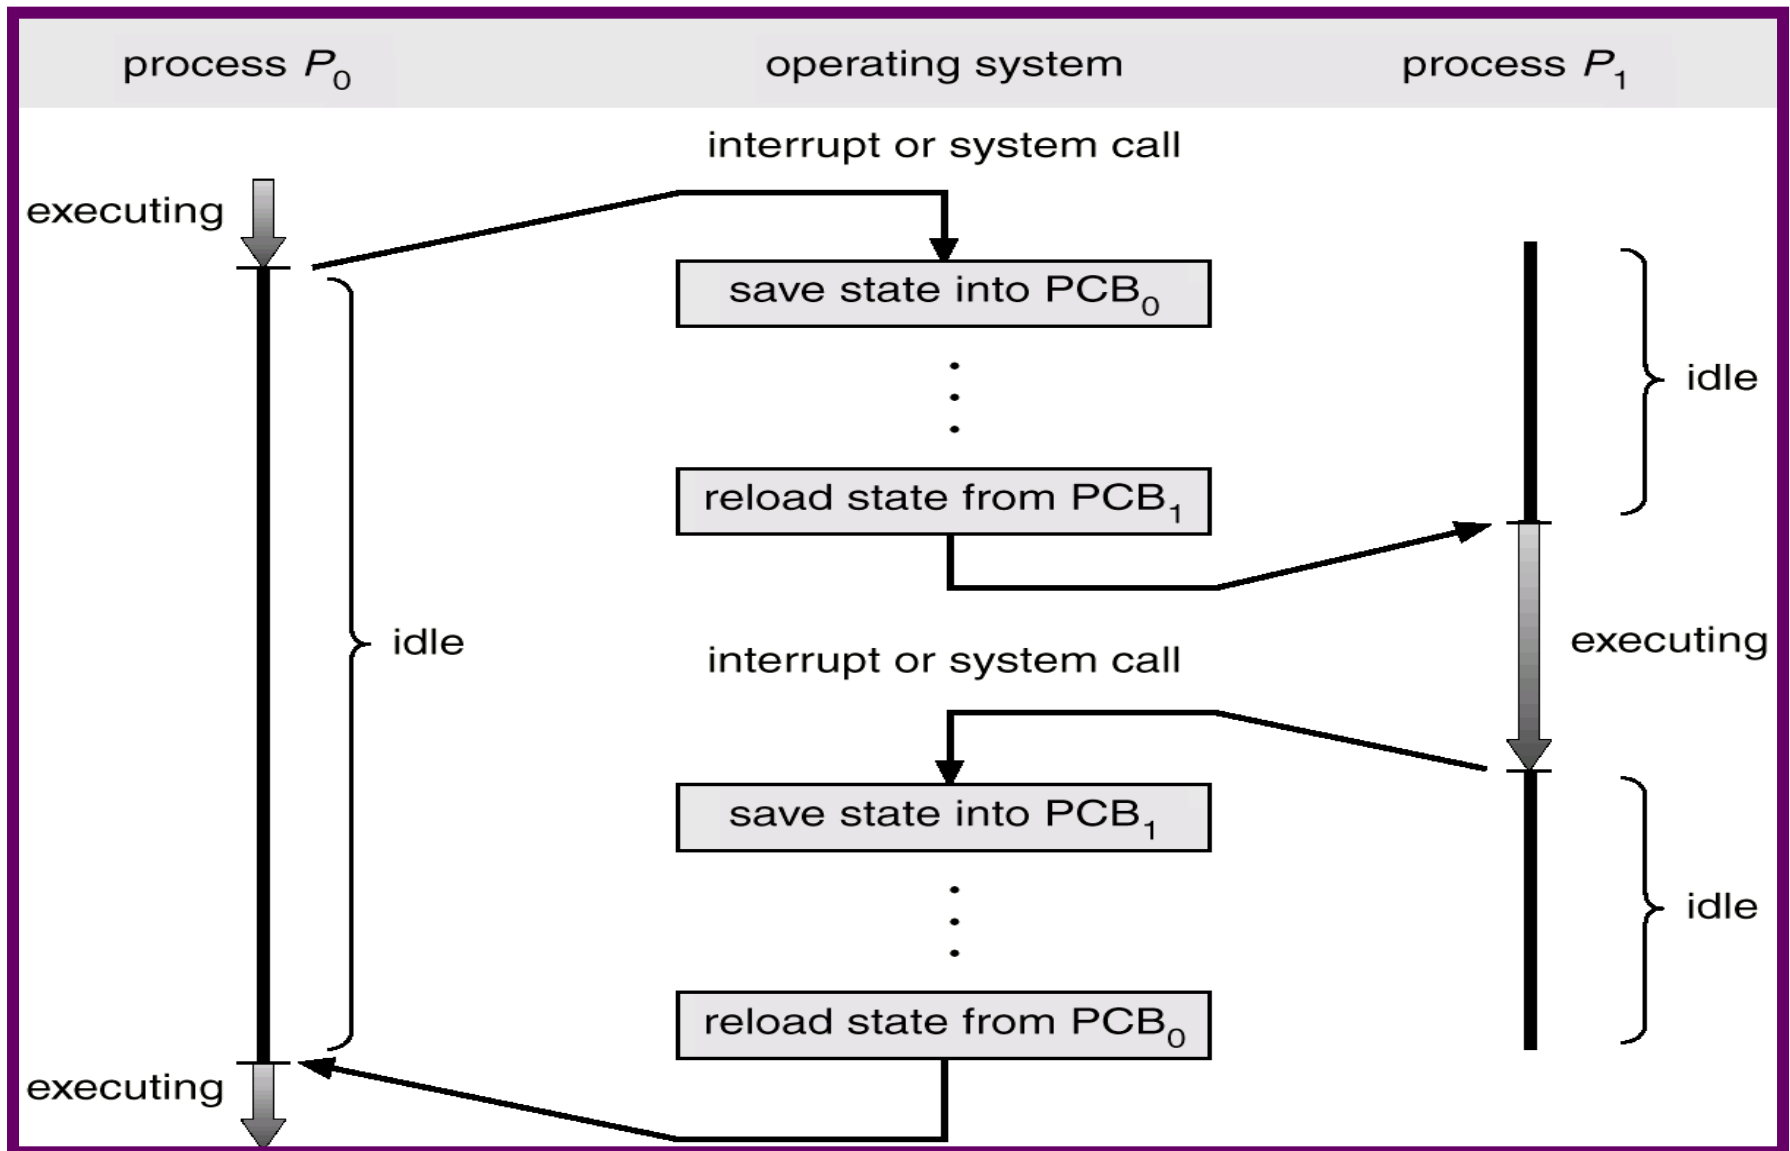 process P₀ operating system process P₁
interrupt or system call
executing
save state into PCB₀
idle
reload state from PCB₁
idle
interrupt or system call
executing
save state into PCB₁
idle
reload state from PCB₀
executing